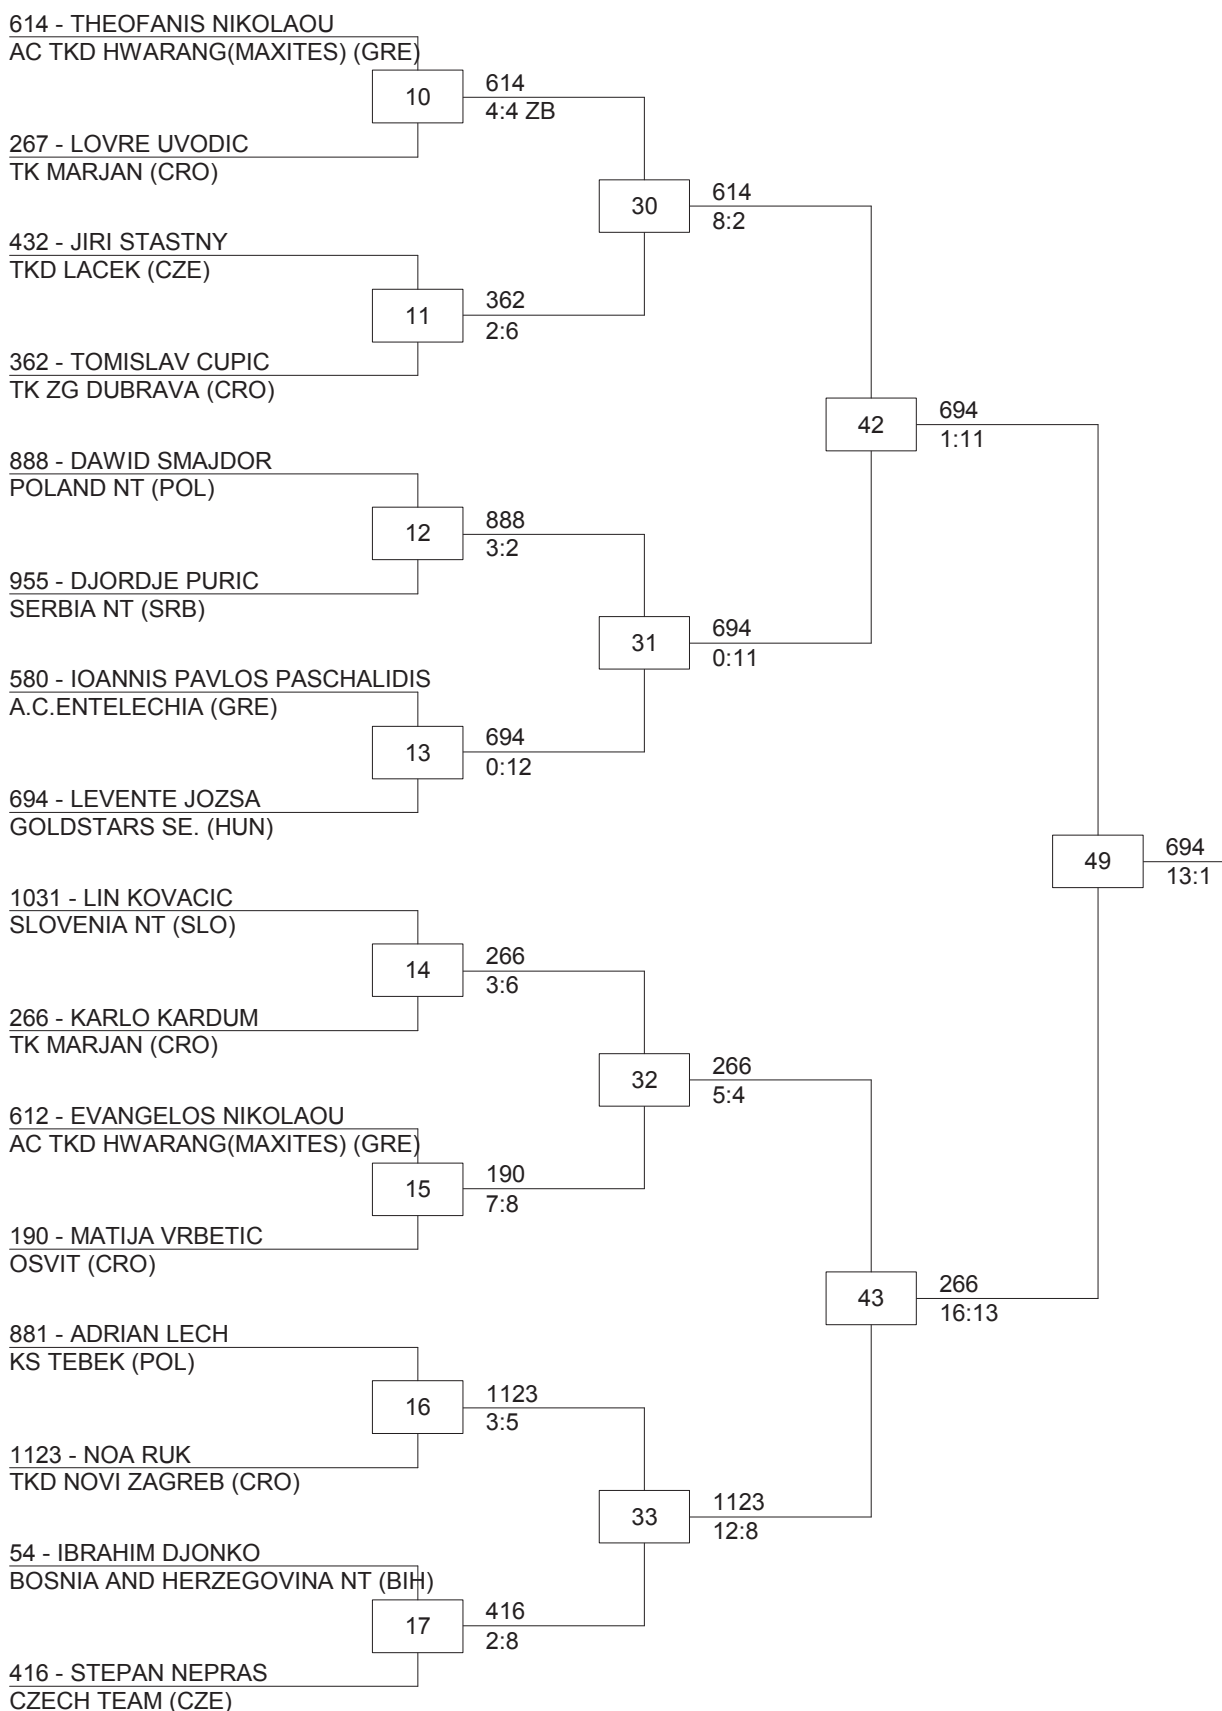 614 - THEOFANIS NIKOLAOU
AC TKD HWARANG(MAXITES) (GRE)
10
614
4:4 ZB
267 - LOVRE UVODIC
TK MARJAN (CRO)
30
614
8:2
432 - JIRI STASTNY
TKD LACEK (CZE)
11
362
2:6
362 - TOMISLAV CUPIC
TK ZG DUBRAVA (CRO)
42
694
1:11
888 - DAWID SMAJDOR
POLAND NT (POL)
12
888
3:2
955 - DJORDJE PURIC
SERBIA NT (SRB)
31
694
0:11
580 - IOANNIS PAVLOS PASCHALIDIS
A.C.ENTELECHIA (GRE)
13
694
0:12
694 - LEVENTE JOZSA
GOLDSTARS SE. (HUN)
49
694
13:1
1031 - LIN KOVACIC
SLOVENIA NT (SLO)
14
266
3:6
266 - KARLO KARDUM
TK MARJAN (CRO)
32
266
5:4
612 - EVANGELOS NIKOLAOU
AC TKD HWARANG(MAXITES) (GRE)
15
190
7:8
190 - MATIJA VRBETIC
OSVIT (CRO)
43
266
16:13
881 - ADRIAN LECH
KS TEBEK (POL)
16
1123
3:5
1123 - NOA RUK
TKD NOVI ZAGREB (CRO)
33
1123
12:8
54 - IBRAHIM DJONKO
BOSNIA AND HERZEGOVINA NT (BIH)
17
416
2:8
416 - STEPAN NEPRAS
CZECH TEAM (CZE)